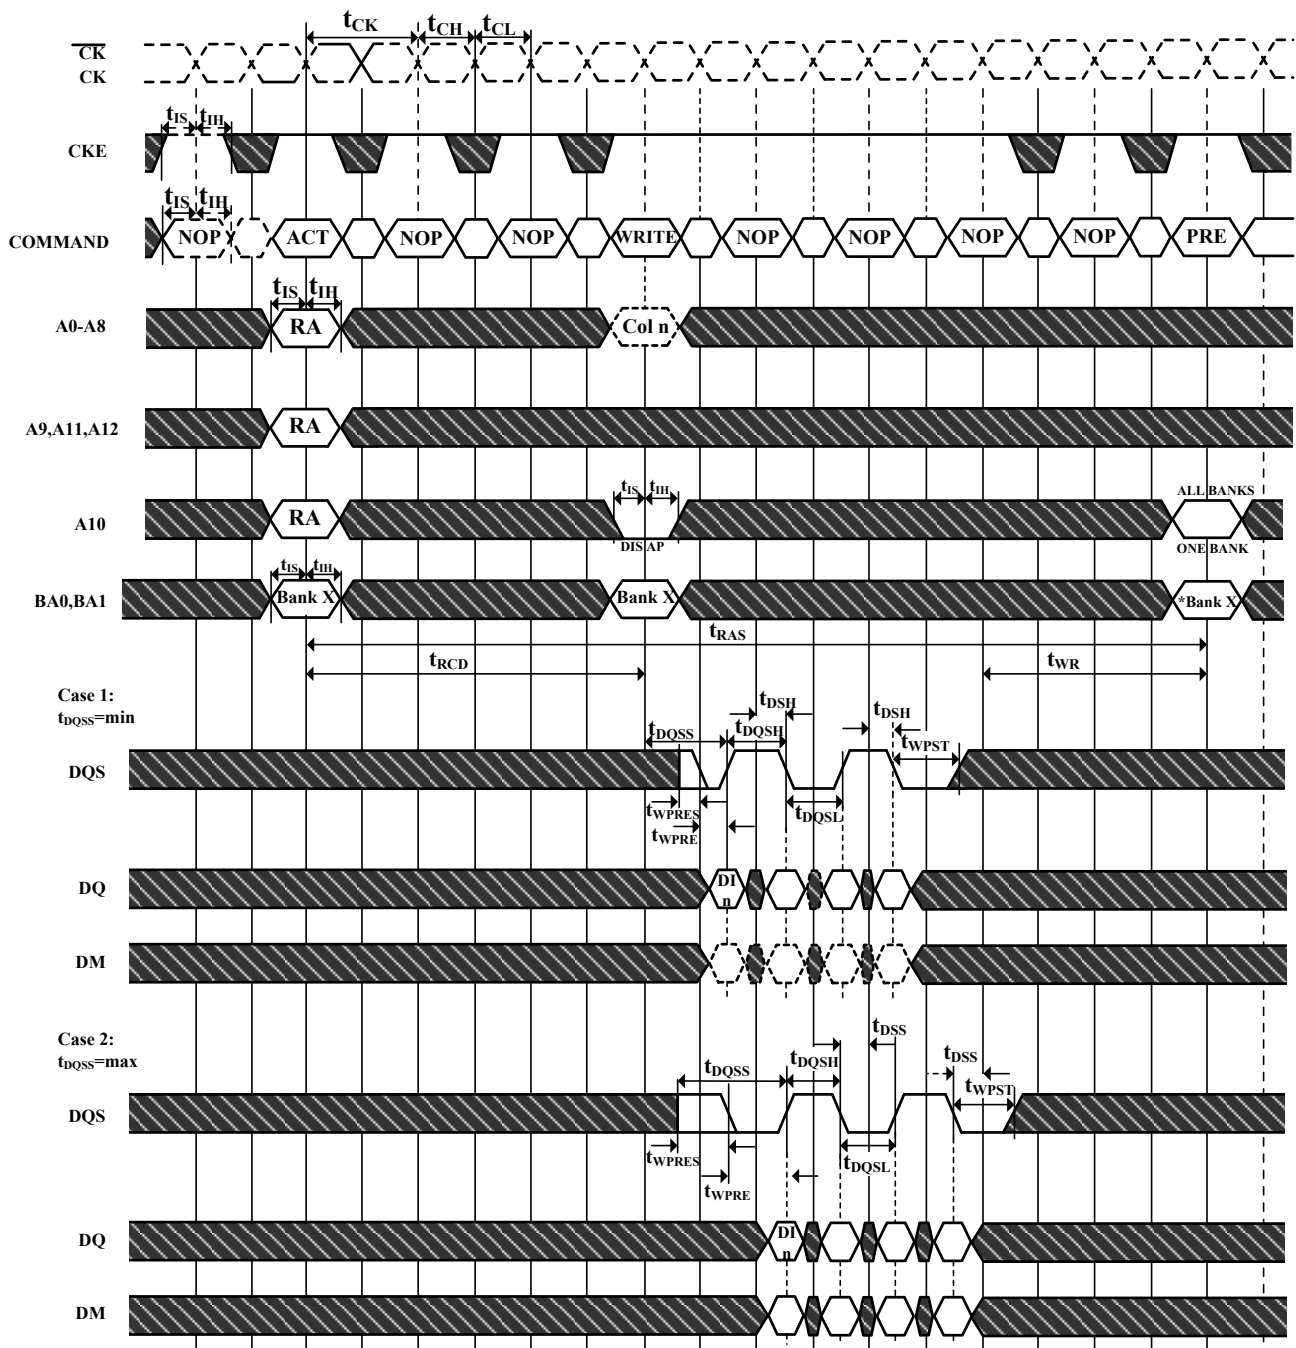 tCK tCH tCL
CK
CK
tIS tIH
CKE
tIS tIH
COMMAND NOP ACT NOP NOP WRITE NOP NOP NOP NOP PRE
tIS tIH
A0-A8 RA Col n
A9,A11,A12 RA
tIS tIH ALL BANKS
A10 RA
DIS AP ONE BANK
tIS tIH
BA0,BA1 Bank X Bank X *Bank X
tRAS
tRCD tWR
Case 1:
tDQSS=min
tDSH tDSH
tDQSS tDQSH tWPST
DQS
tWPRES tDQSL
tWPRE
DQ DI
n
DM
Case 2:
tDQSS=max
tDSS
tDQSS tDQSH tDSS
tWPST
DQS
tWPRES tDQSL
tWPRE
DQ DI
n
DM